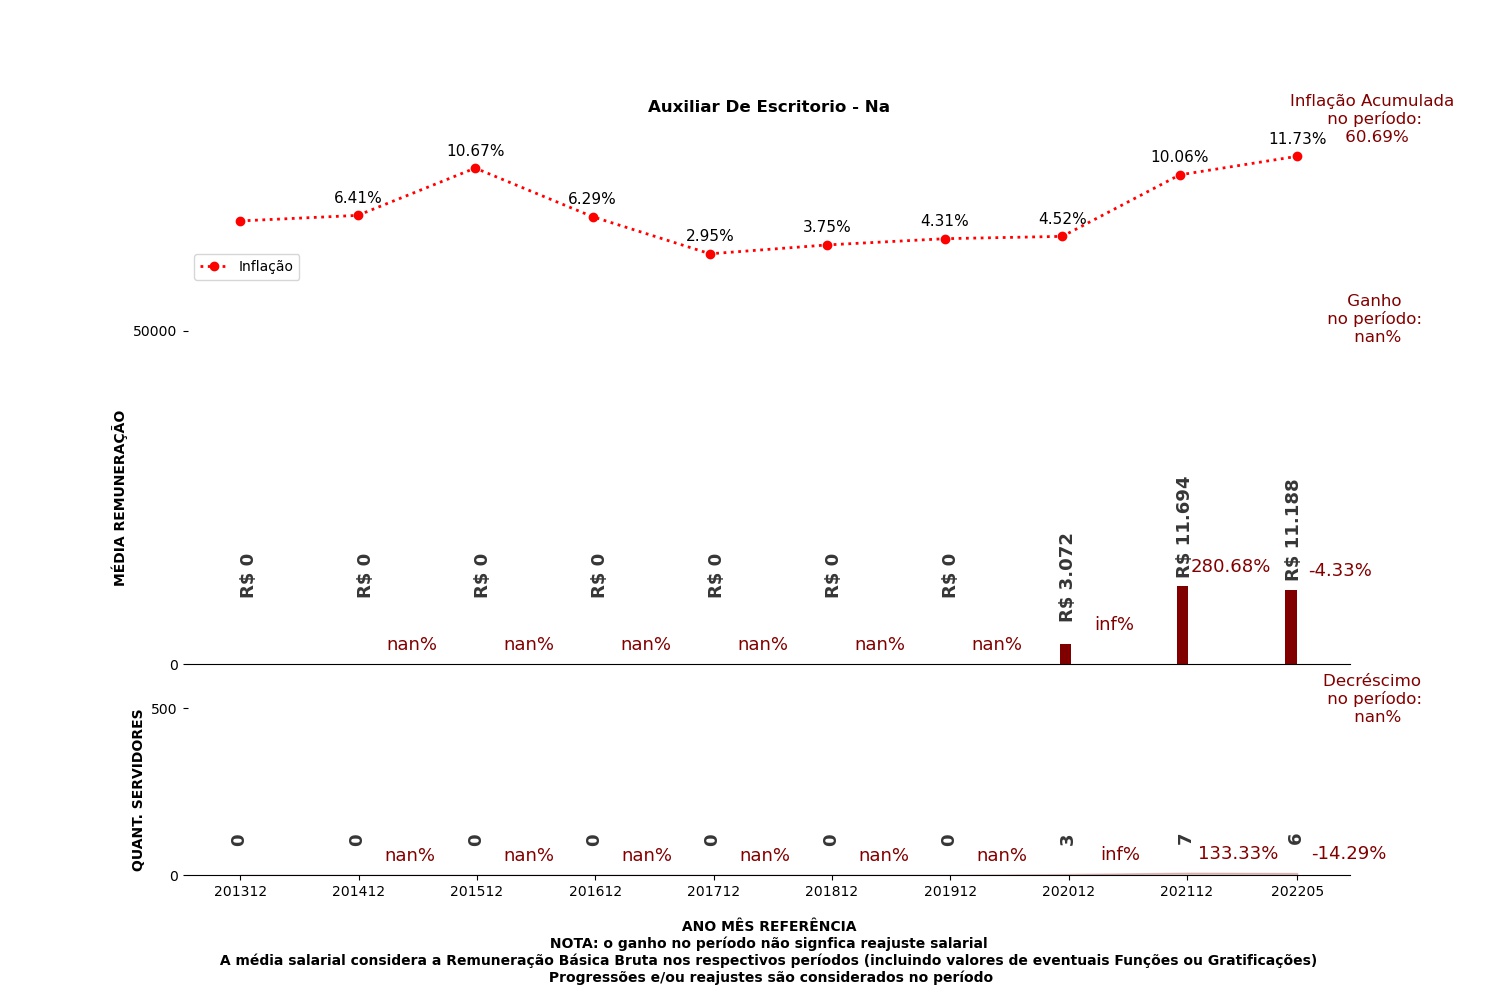 Auxiliar De Escritorio - Na
Inflação Acumulada
no período:
60.69%
6.41%
10.67%
6.29%
2.95%
3.75%
4.31%
4.52%
10.06%
11.73%
Inflação
Ganho
no período:
nan%
50000
0
MÉDIA REMUNERAÇÃO
R$ 0
R$ 0
R$ 0
R$ 0
R$ 0
R$ 0
R$ 0
R$ 3.072
R$ 11.694
R$ 11.188
nan%
nan%
nan%
nan%
nan%
nan%
inf%
280.68%
-4.33%
Decréscimo
no período:
nan%
500
0
QUANT. SERVIDORES
0
0
0
0
0
0
0
3
7
6
nan%
nan%
nan%
nan%
nan%
nan%
inf%
133.33%
-14.29%
201312
201412
201512
201612
201712
201812
201912
202012
202112
202205
ANO MÊS REFERÊNCIA
NOTA: o ganho no período não signfica reajuste salarial
A média salarial considera a Remuneração Básica Bruta nos respectivos períodos (incluindo valores de eventuais Funções ou Gratificações)
Progressões e/ou reajustes são considerados no período